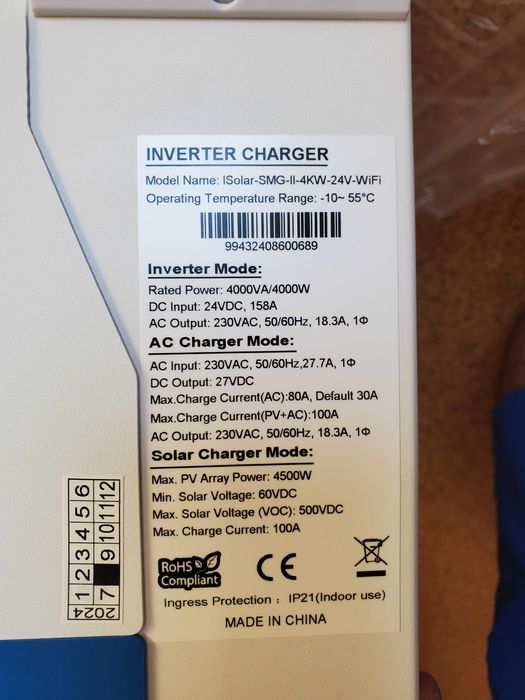 INVERTER CHARGER
Model Name: ISolar-SMG-II-4KW-24V-WiFi
Operating Temperature Range: -10~ 55°C
99432408600689
Inverter Mode:
Rated Power: 4000VA/4000W
DC Input: 24VDC, 158A
AC Output: 230VAC, 50/60Hz, 18.3A, 1Φ
AC Charger Mode:
AC Input: 230VAC, 50/60Hz,27.7A, 1Φ
DC Output: 27VDC
Max.Charge Current(AC):80A, Default 30A
Max.Charge Current(PV+AC):100A
AC Output: 230VAC, 50/60Hz, 18.3A, 1Φ
Solar Charger Mode:
Max. PV Array Power: 4500W
Min. Solar Voltage: 60VDC
Max. Solar Voltage (VOC): 500VDC
Max. Charge Current: 100A
RoHS
Compliant
CE
Ingress Protection : IP21(Indoor use)
MADE IN CHINA
2024
1 2 3 4 5 6
7 9 10 11 12